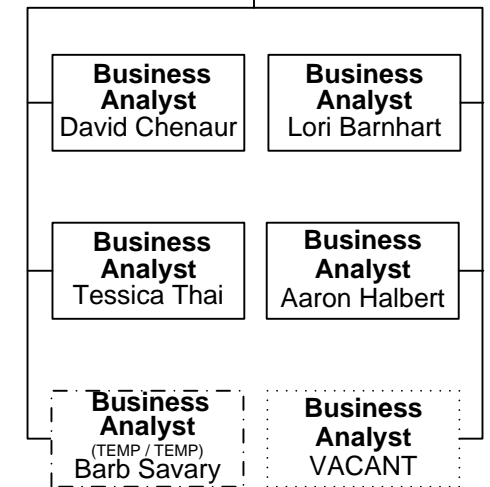 Business
Analyst
David Chenaur
Business
Analyst
Lori Barnhart
Business
Analyst
Tessica Thai
Business
Analyst
Aaron Halbert
Business
Analyst
(TEMP / TEMP)
Barb Savary
Business
Analyst
VACANT